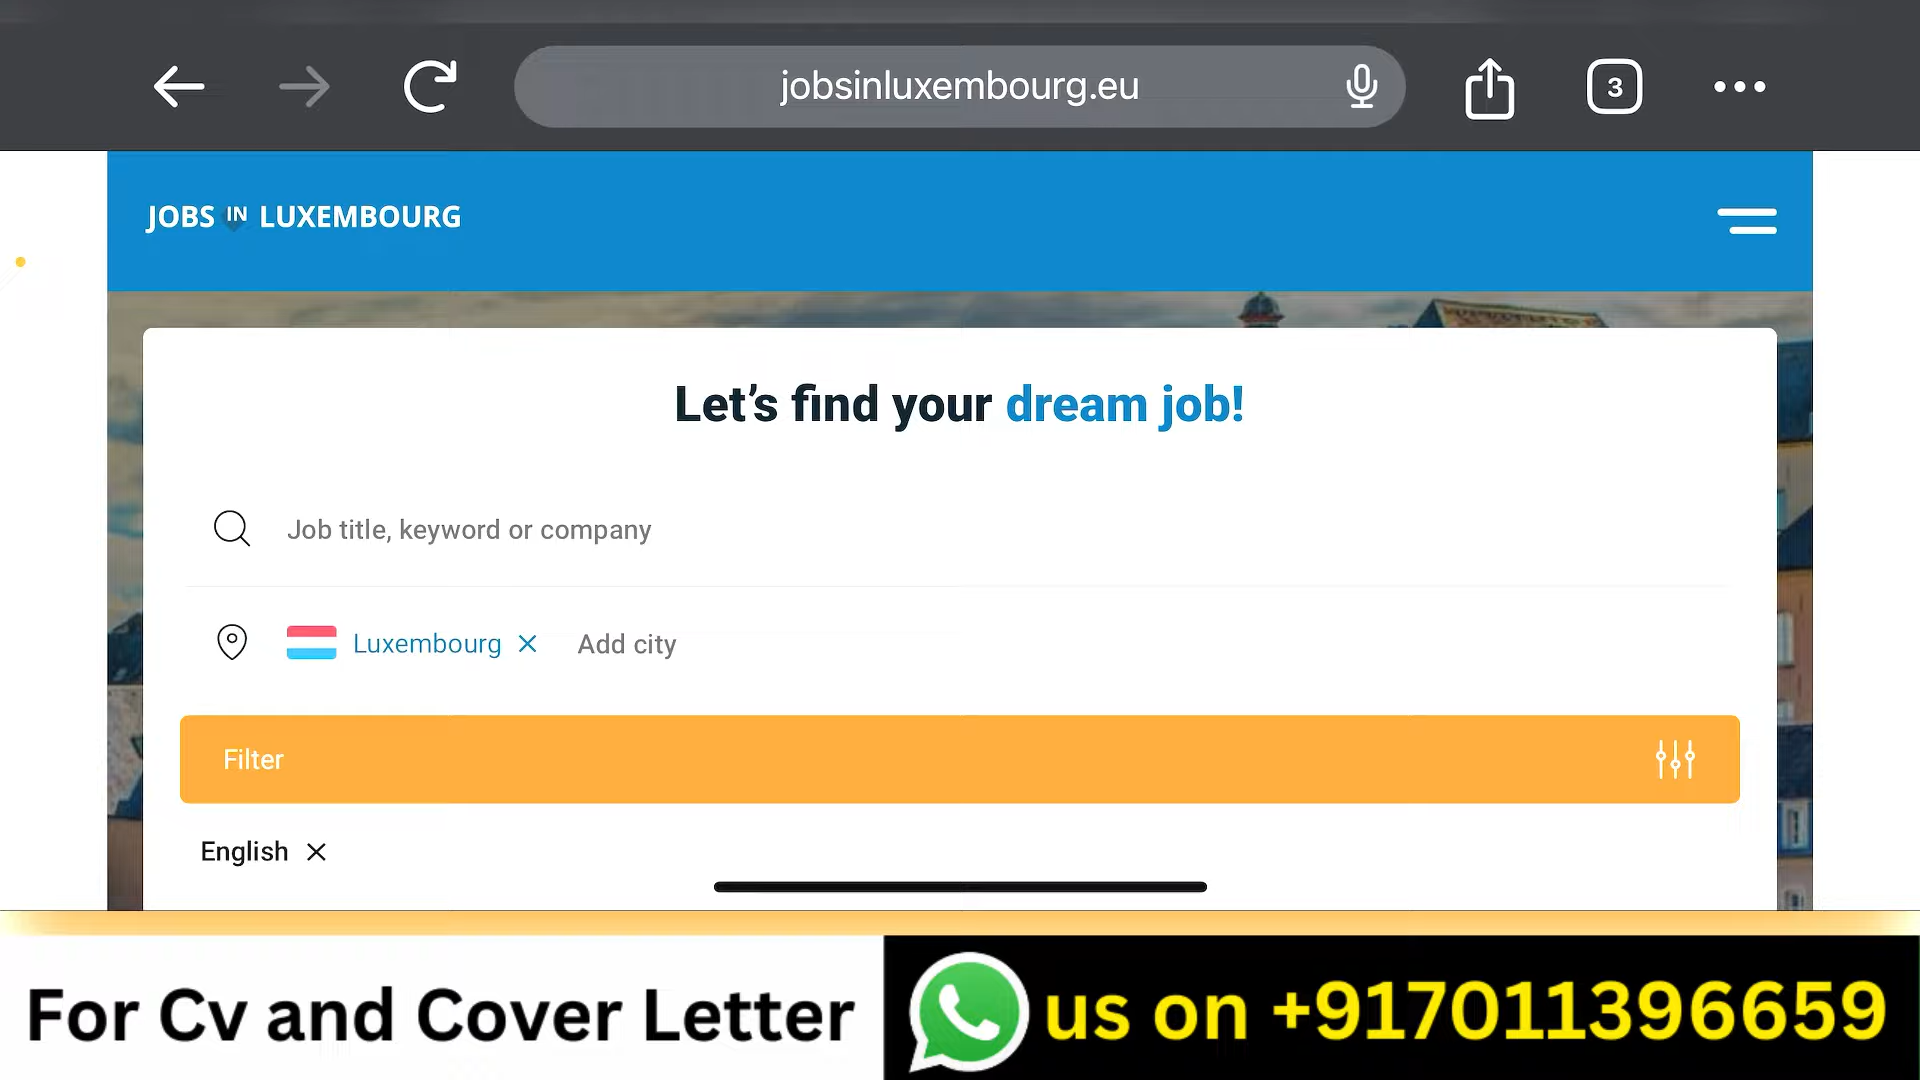 jobsinluxembourg.eu
3
JOBS IN LUXEMBOURG
Let's find your dream job!
Job title, keyword or company
Luxembourg Add city
Filter
English
For Cv and Cover Letter
us on +917011396659